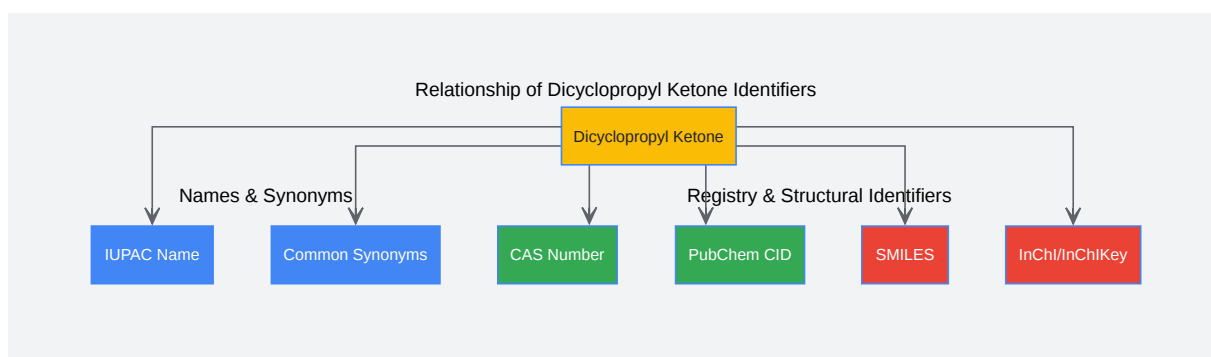 Relationship of Dicyclopropyl Ketone Identifiers
Dicyclopropyl Ketone
Names & Synonyms
Registry & Structural Identifiers
IUPAC Name
Common Synonyms
CAS Number
PubChem CID
SMILES
InChI/InChIKey